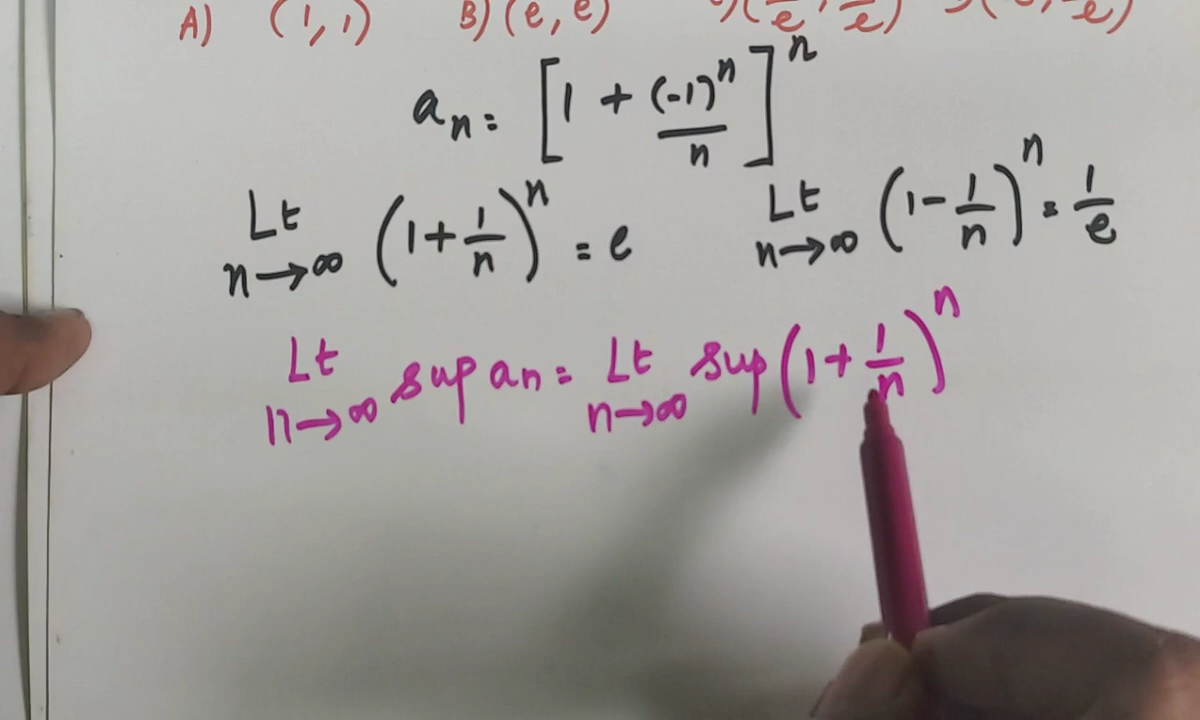 A) (1, 1) B) (e, e)
aₙ = [1 + (-1)ⁿ/n]ⁿ
Lt n→∞ (1 + 1/n)ⁿ = e Lt n→∞ (1 - 1/n)ⁿ = 1/e
Lt n→∞ sup an = Lt n→∞ sup (1 + 1/n)ⁿ